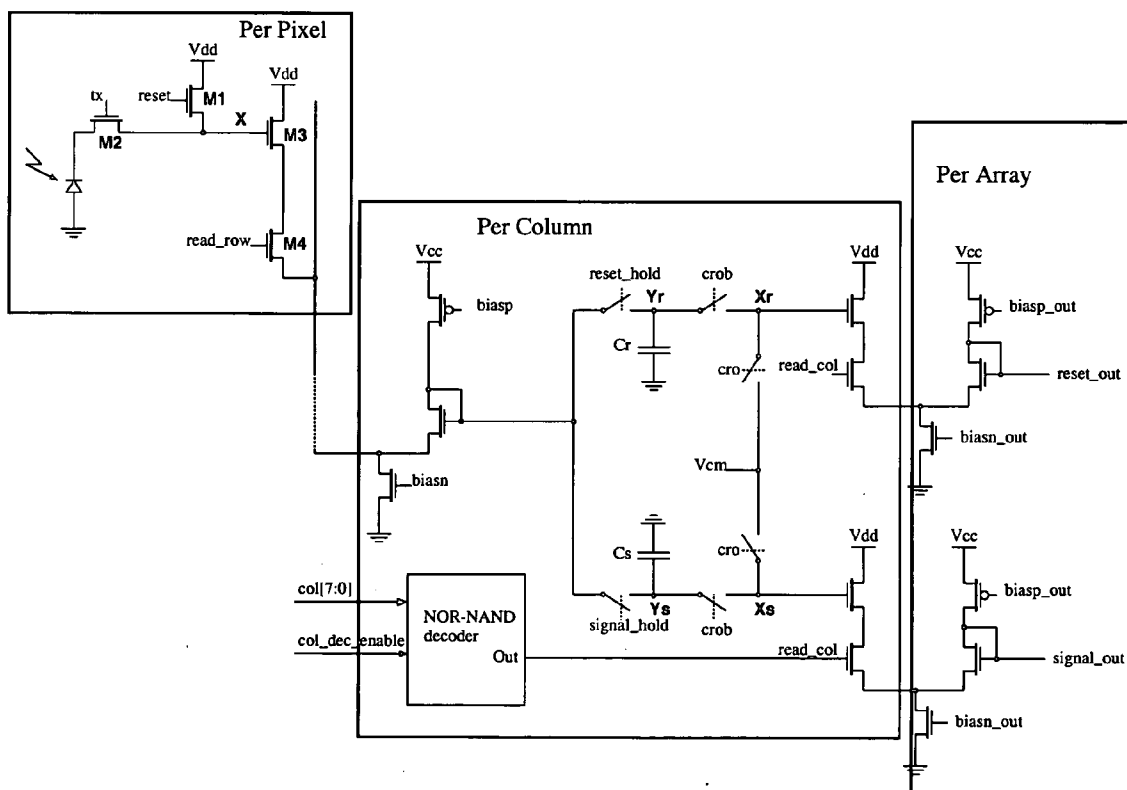 Per Pixel
Vdd
Vdd
reset
M1
tx
X
M3
M2
read_row
M4
Per Array
Per Column
Vcc
biasp
reset_hold
Yr
crob
Xr
Vdd
Vcc
biasp_out
Cr
cro
read_col
reset_out
biasn_out
Vcm
biasn
Cs
cro
Vdd
Vcc
col[7:0]
NOR-NAND
decoder
signal_hold
Ys
crob
Xs
biasp_out
col_dec_enable
Out
read_col
signal_out
biasn_out